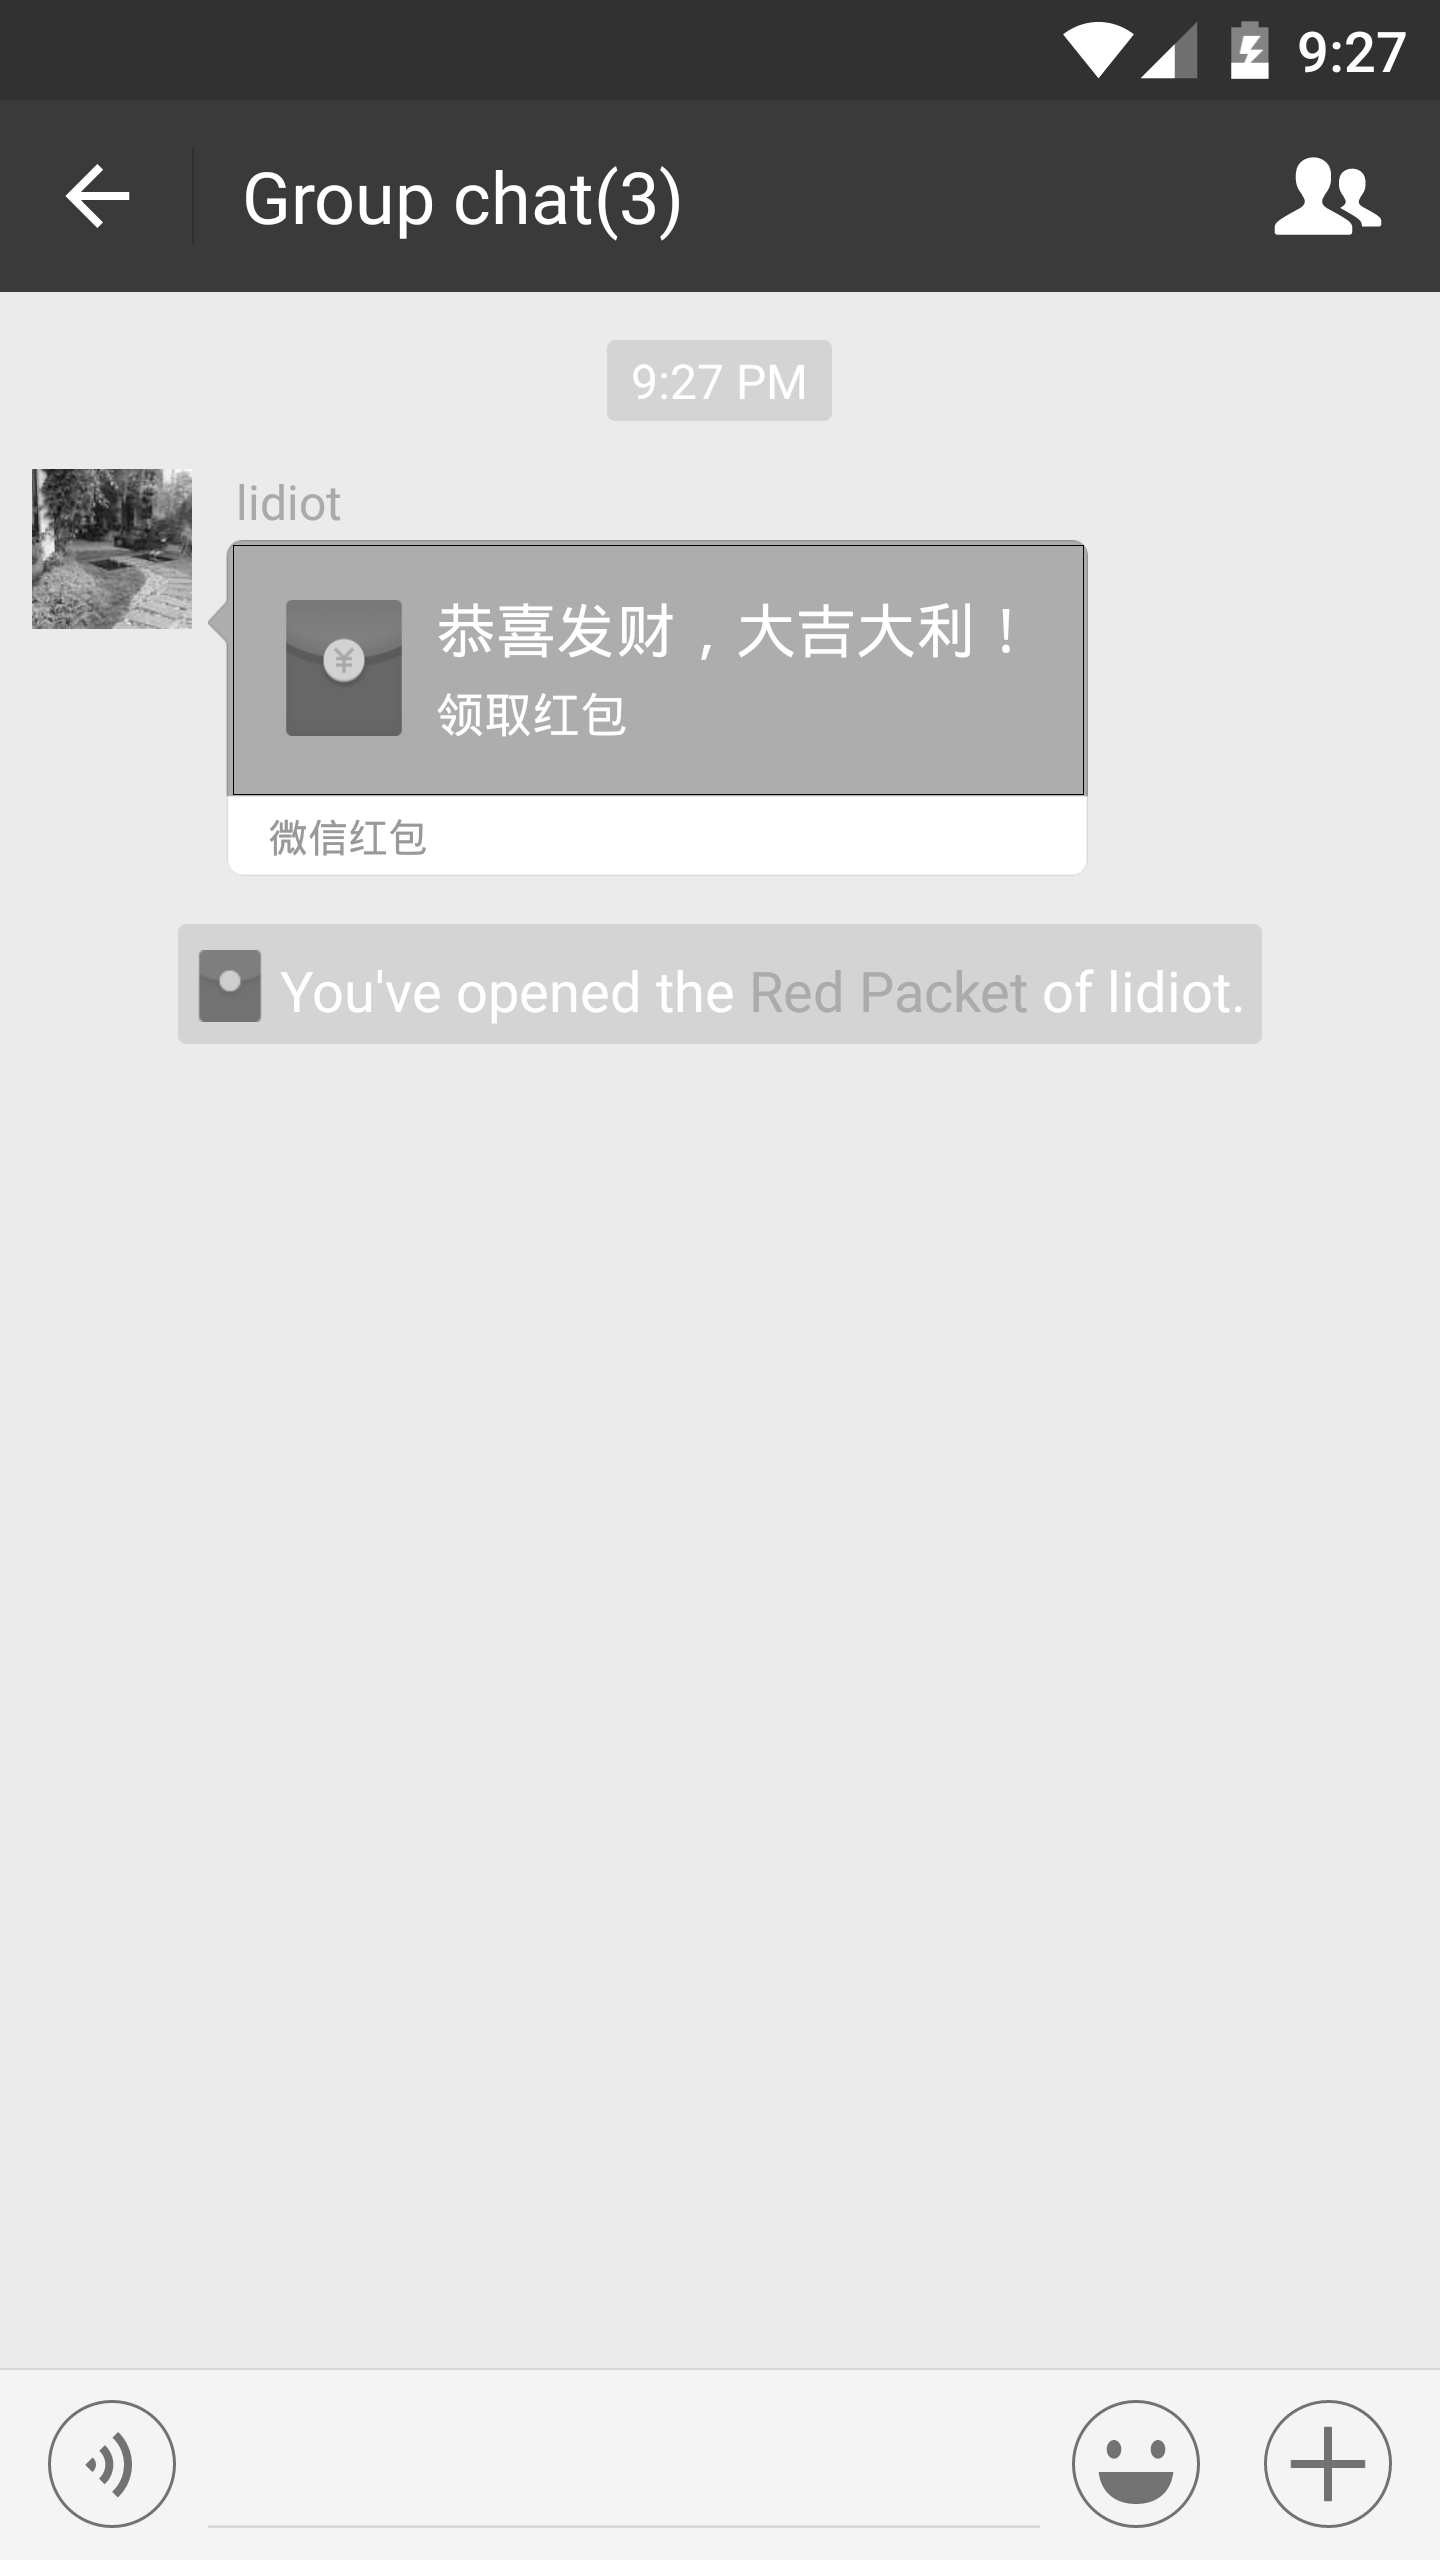 9:27
Group chat(3)
9:27 PM
lidiot
恭喜发财，大吉大利！
领取红包
微信红包
You've opened the Red Packet of lidiot.